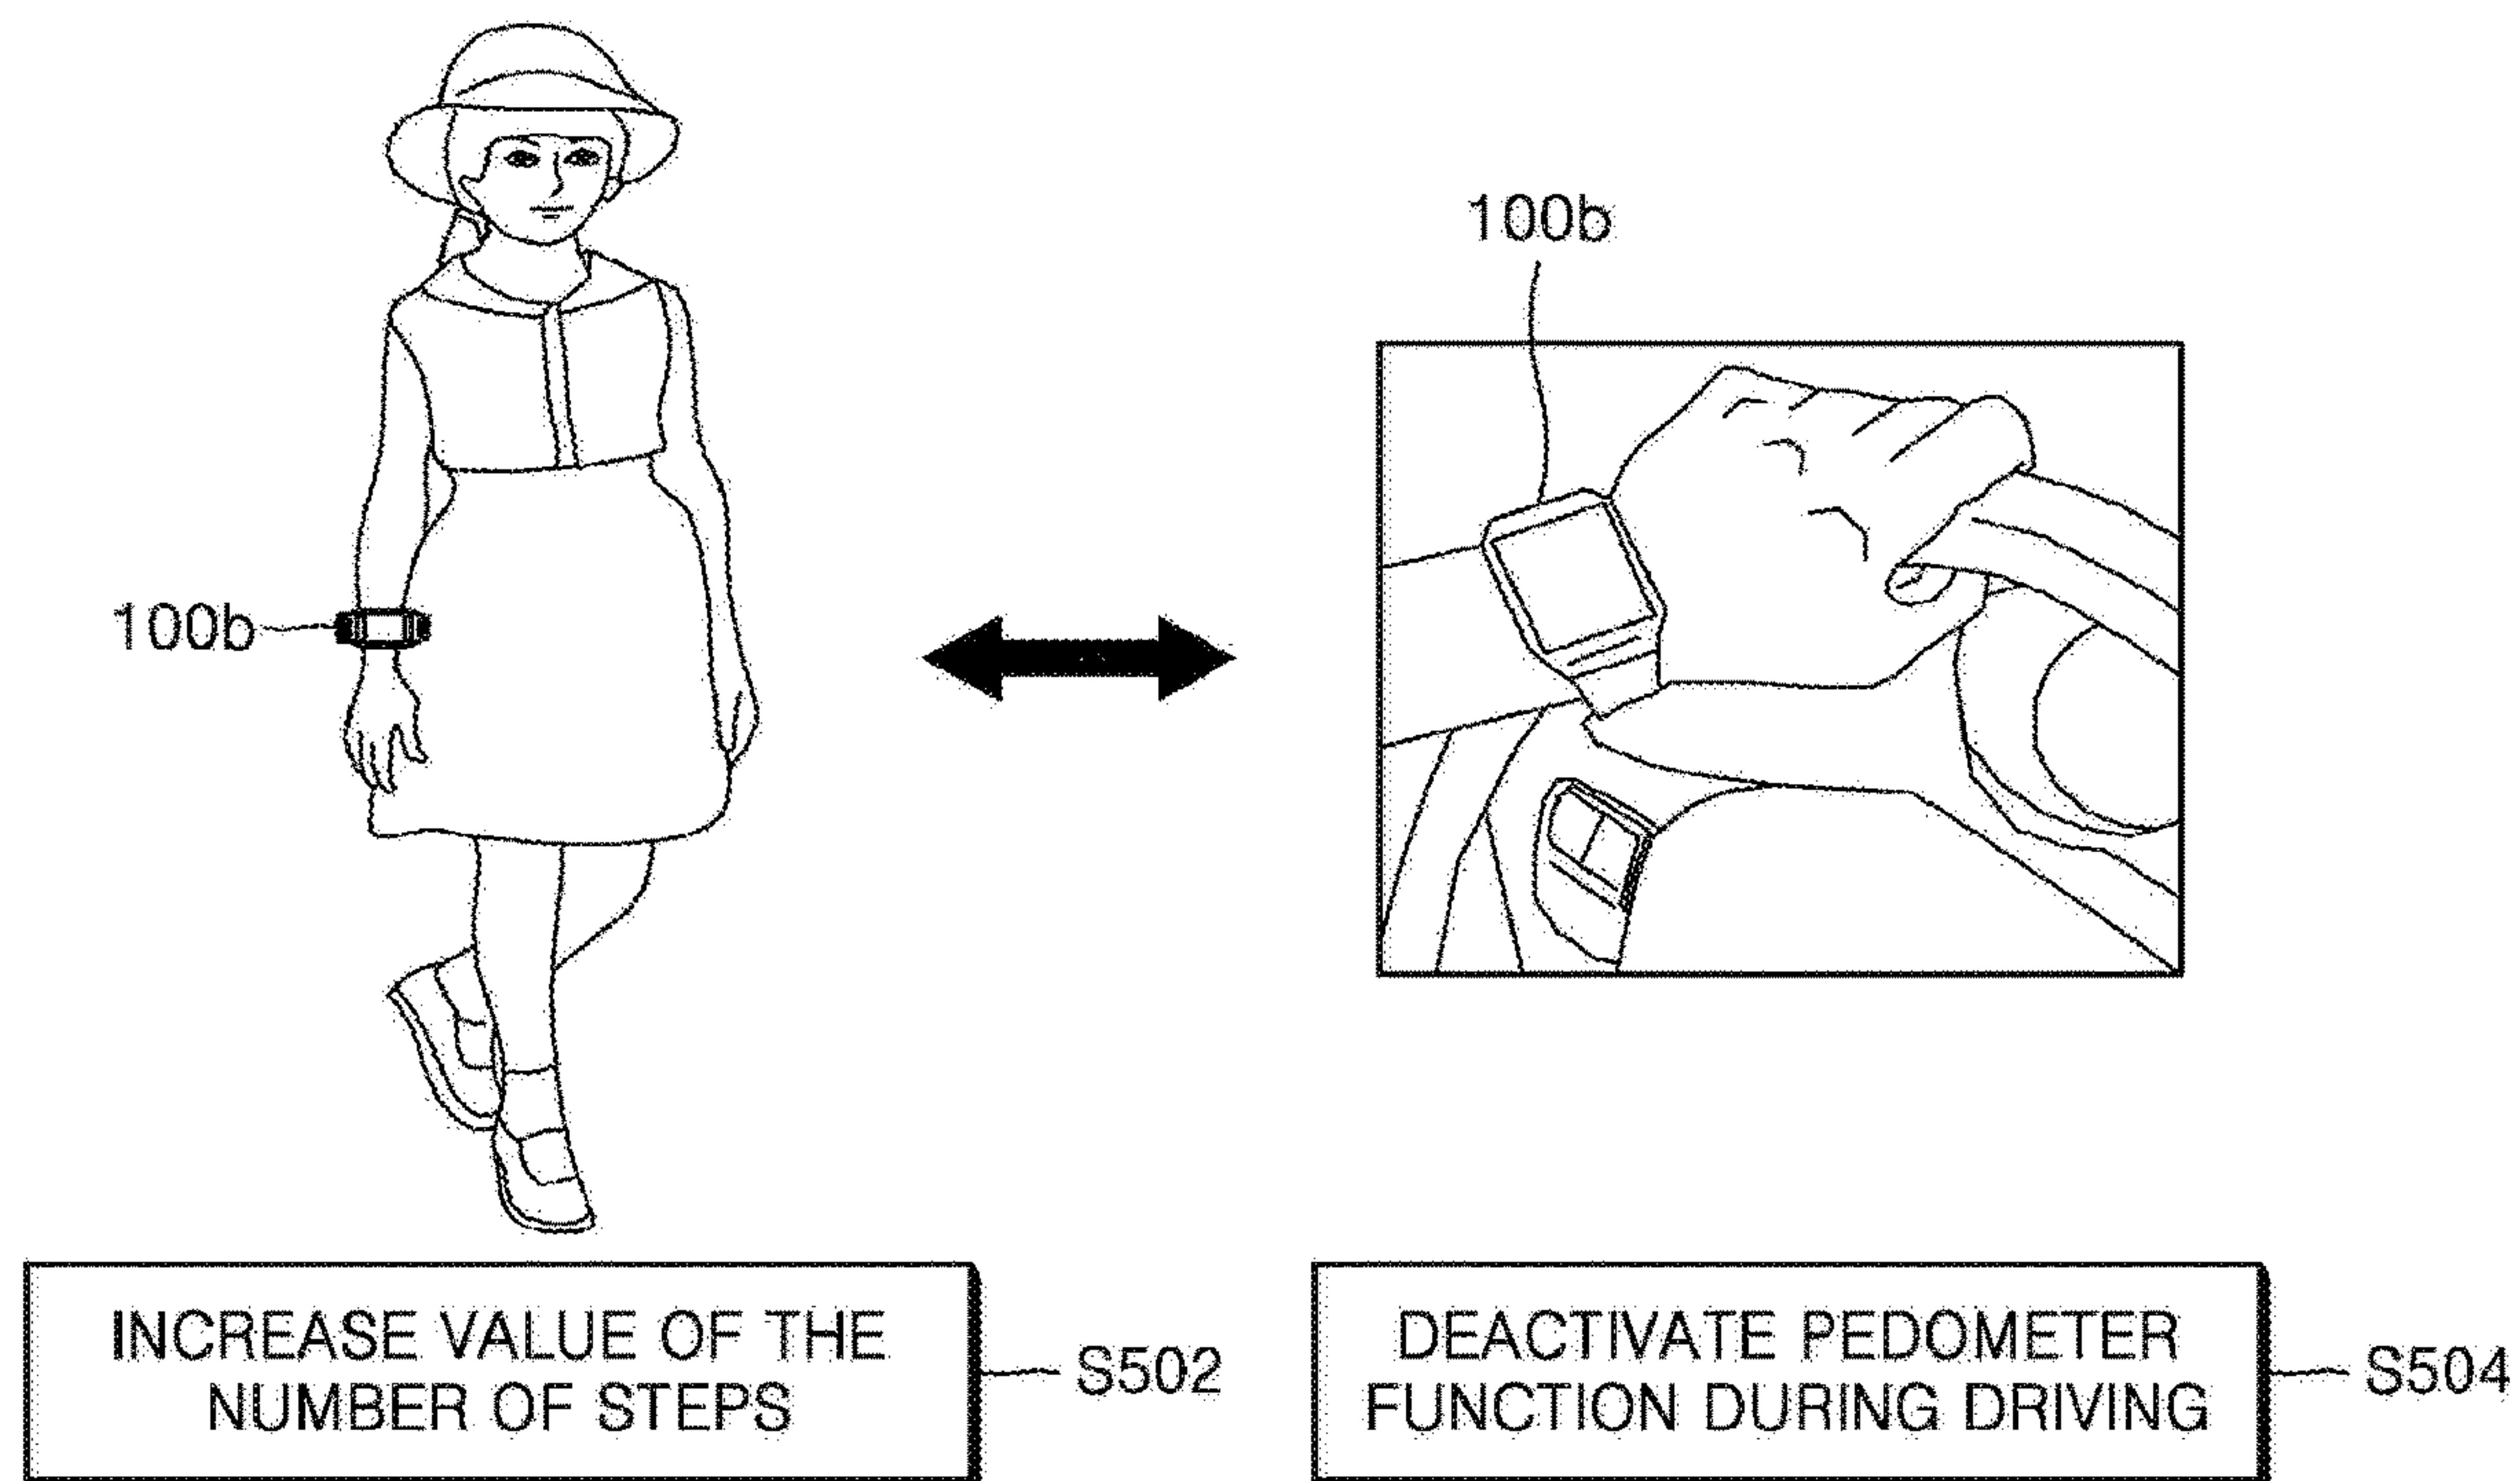 100b
100b
INCREASE VALUE OF THE
NUMBER OF STEPS
S502
DEACTIVATE PEDOMETER
FUNCTION DURING DRIVING
S504